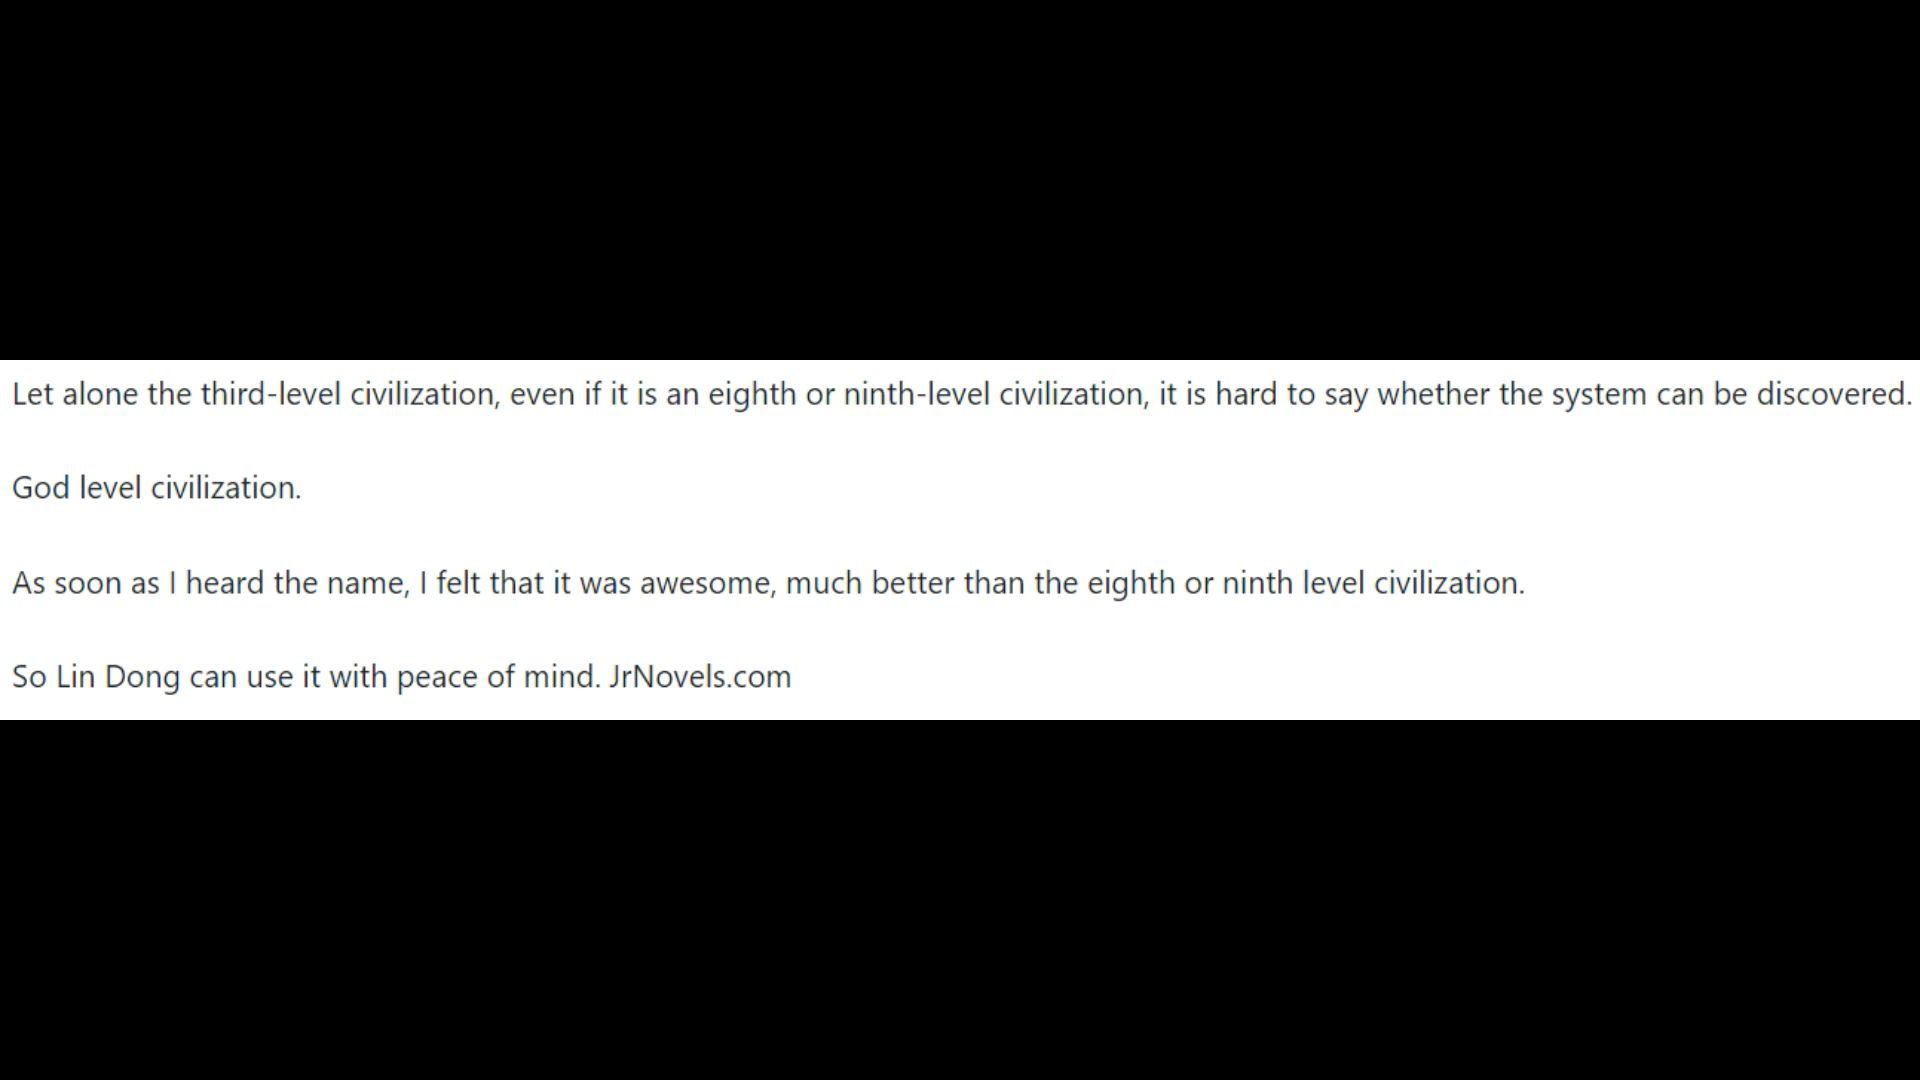 Let alone the third-level civilization, even if it is an eighth or ninth-level civilization, it is hard to say whether the system can be discovered.
God level civilization.
As soon as I heard the name, I felt that it was awesome, much better than the eighth or ninth level civilization.
So Lin Dong can use it with peace of mind. JrNovels.com